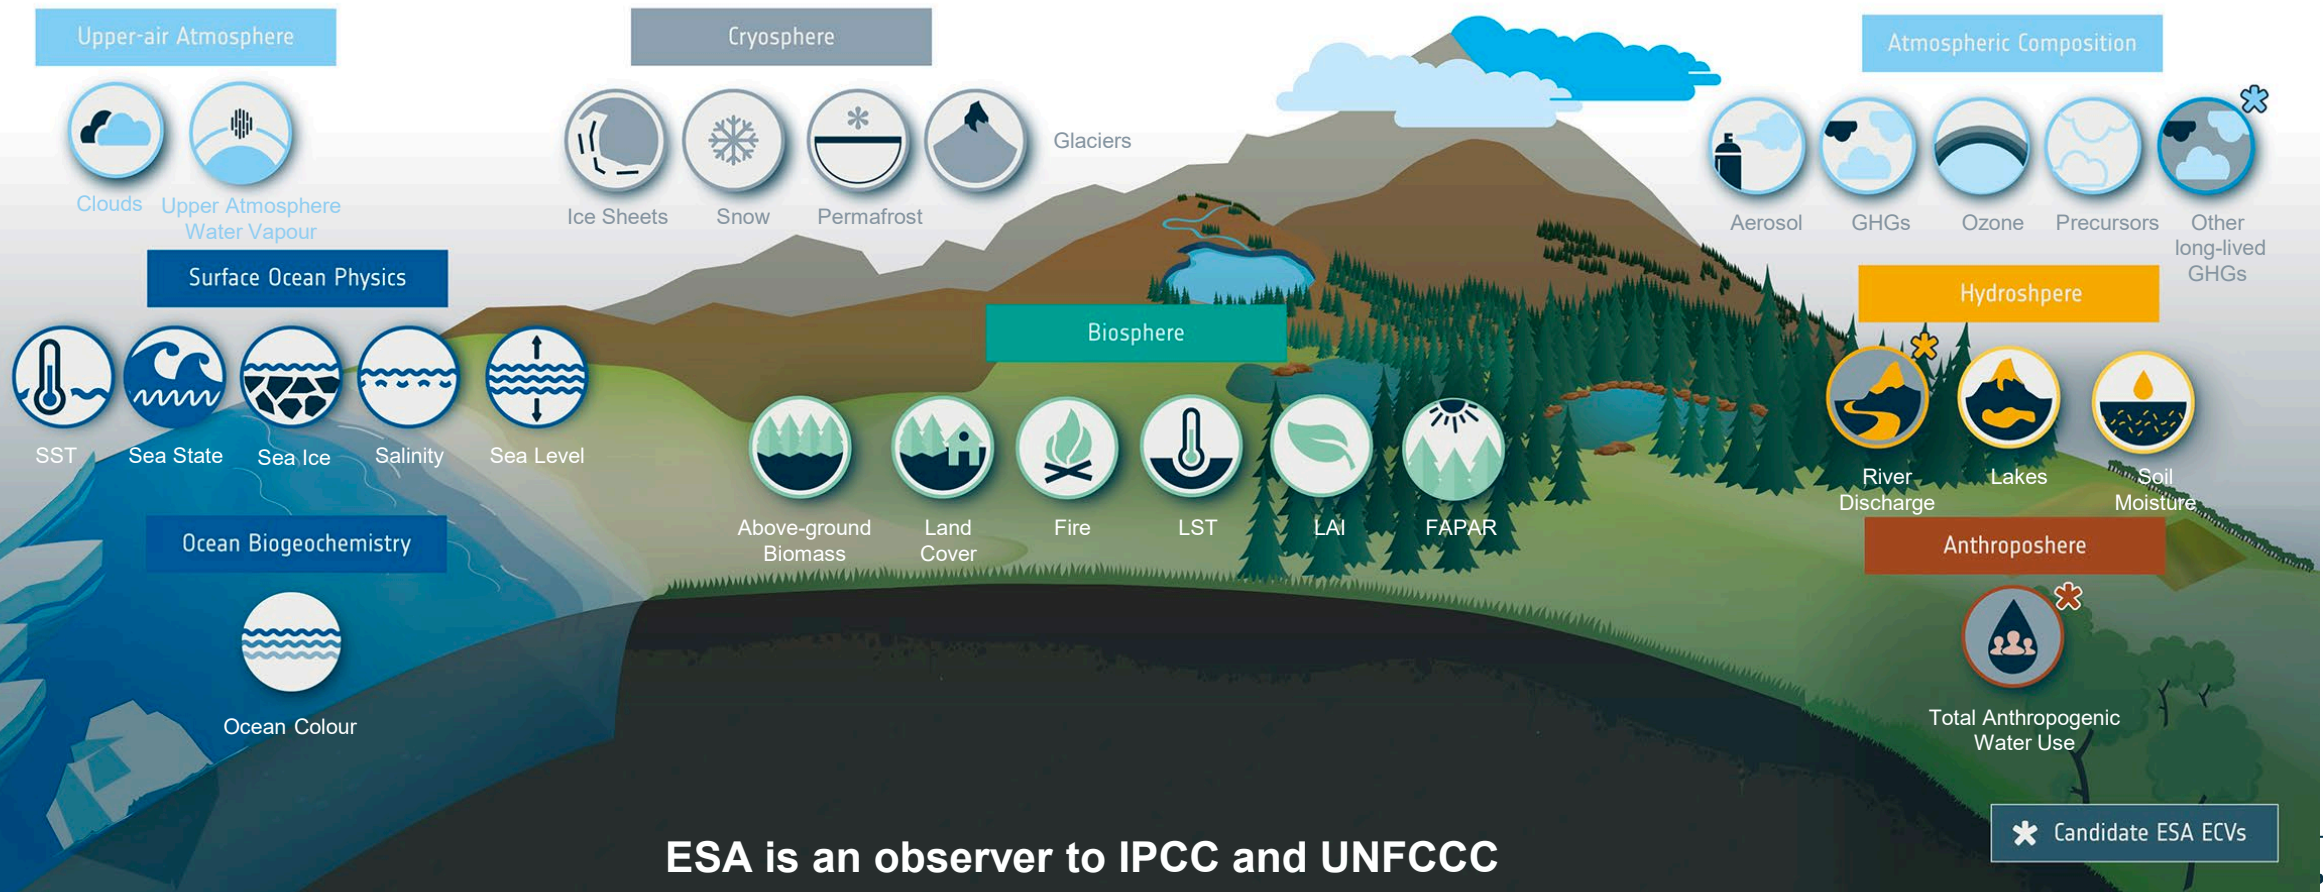 Upper-air Atmosphere
Clouds
Upper Atmosphere
Water Vapour
Cryosphere
Ice Sheets
Snow
Permafrost
Glaciers
Atmospheric Composition
Aerosol
GHGs
Ozone
Precursors
Other
long-lived
GHGs
Surface Ocean Physics
SST
Sea State
Sea Ice
Salinity
Sea Level
Biosphere
Above-ground
Biomass
Land
Cover
Fire
LST
LAI
FAPAR
Hydroshpere
River
Discharge
Lakes
Soil
Moisture
Ocean Biogeochemistry
Ocean Colour
Anthroposhere
Total Anthropogenic
Water Use
* Candidate ESA ECVs
ESA is an observer to IPCC and UNFCCC